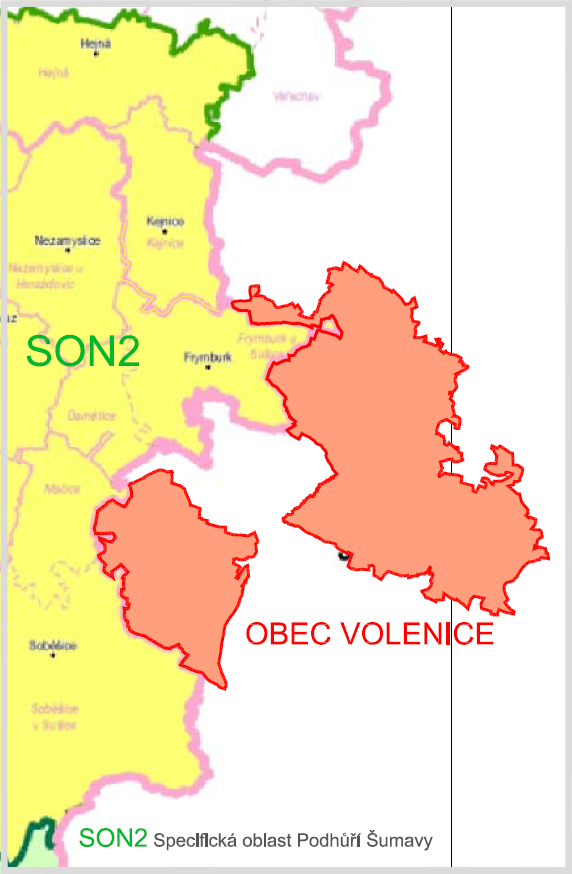 Hejná
Hejná
Kejnice
Kejnice
Nezamyslice
Nezamyslice u
Horažďovic
SON2
Frymburk u
Sušice
Frymburk
Damětice
Mačice
OBEC VOLENICE
Soběšice
Soběšice
u Sušice
SON2 Specifická oblast Podhůří Šumavy